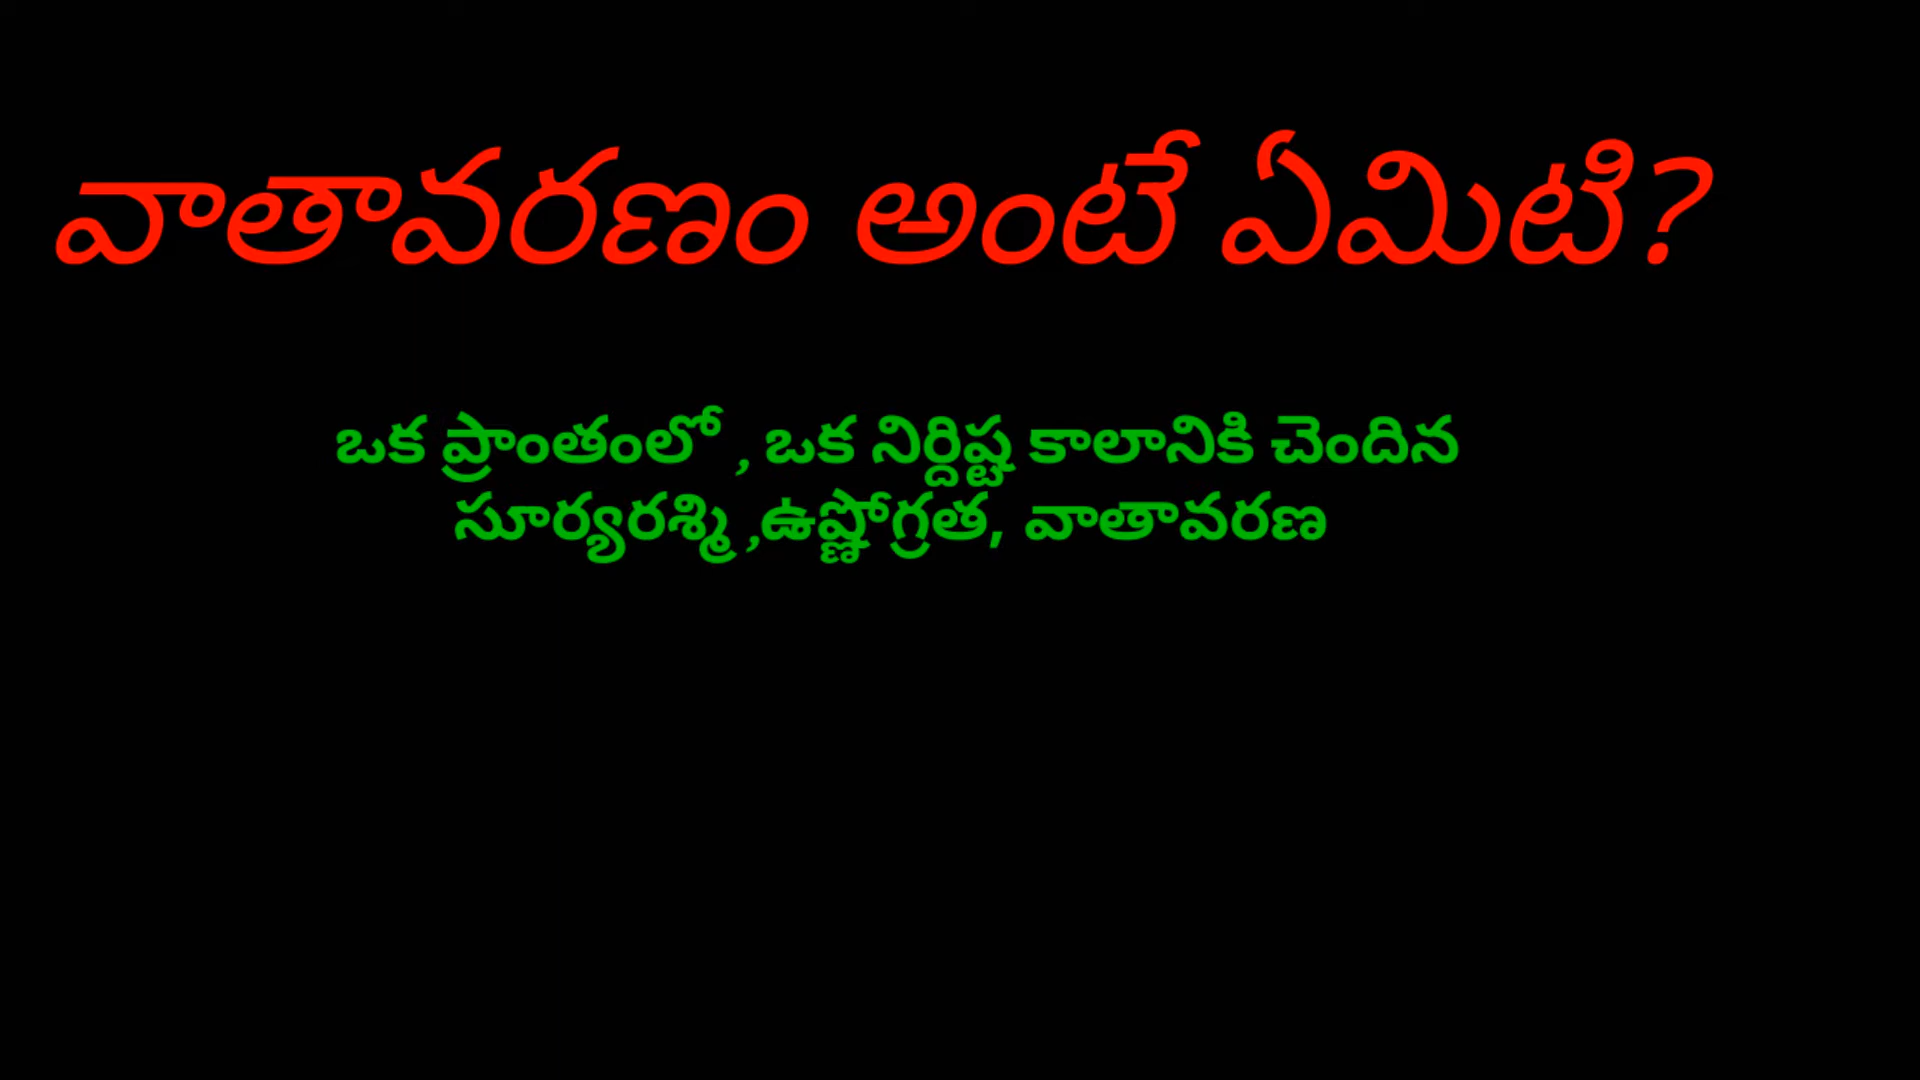 వాతావరణం అంటే ఏమిటి?
ఒక ప్రాంతంలో , ఒక నిర్దిష్ట కాలానికి చెందిన
సూర్యరశ్మి ,ఉష్ణోగ్రత, వాతావరణ